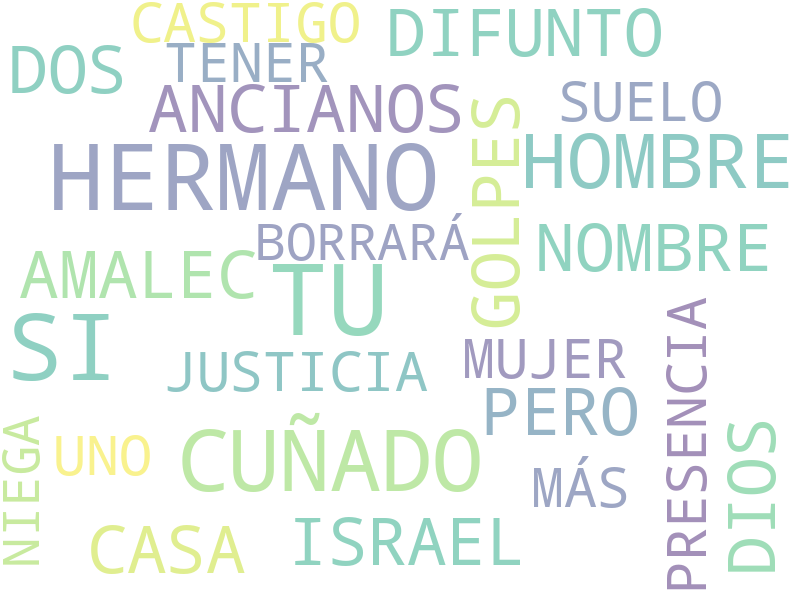 CASTIGO
DIFUNTO
DOS
TENER
ANCIANOS
SUELO
HERMANO
GOLPES
HOMBRE
BORRARÁ
NOMBRE
AMALEC
TU
SI
JUSTICIA
MUJER
PRESENCIA
PERO
NIEGA
UNO
CUÑADO
MÁS
DIOS
CASA
ISRAEL